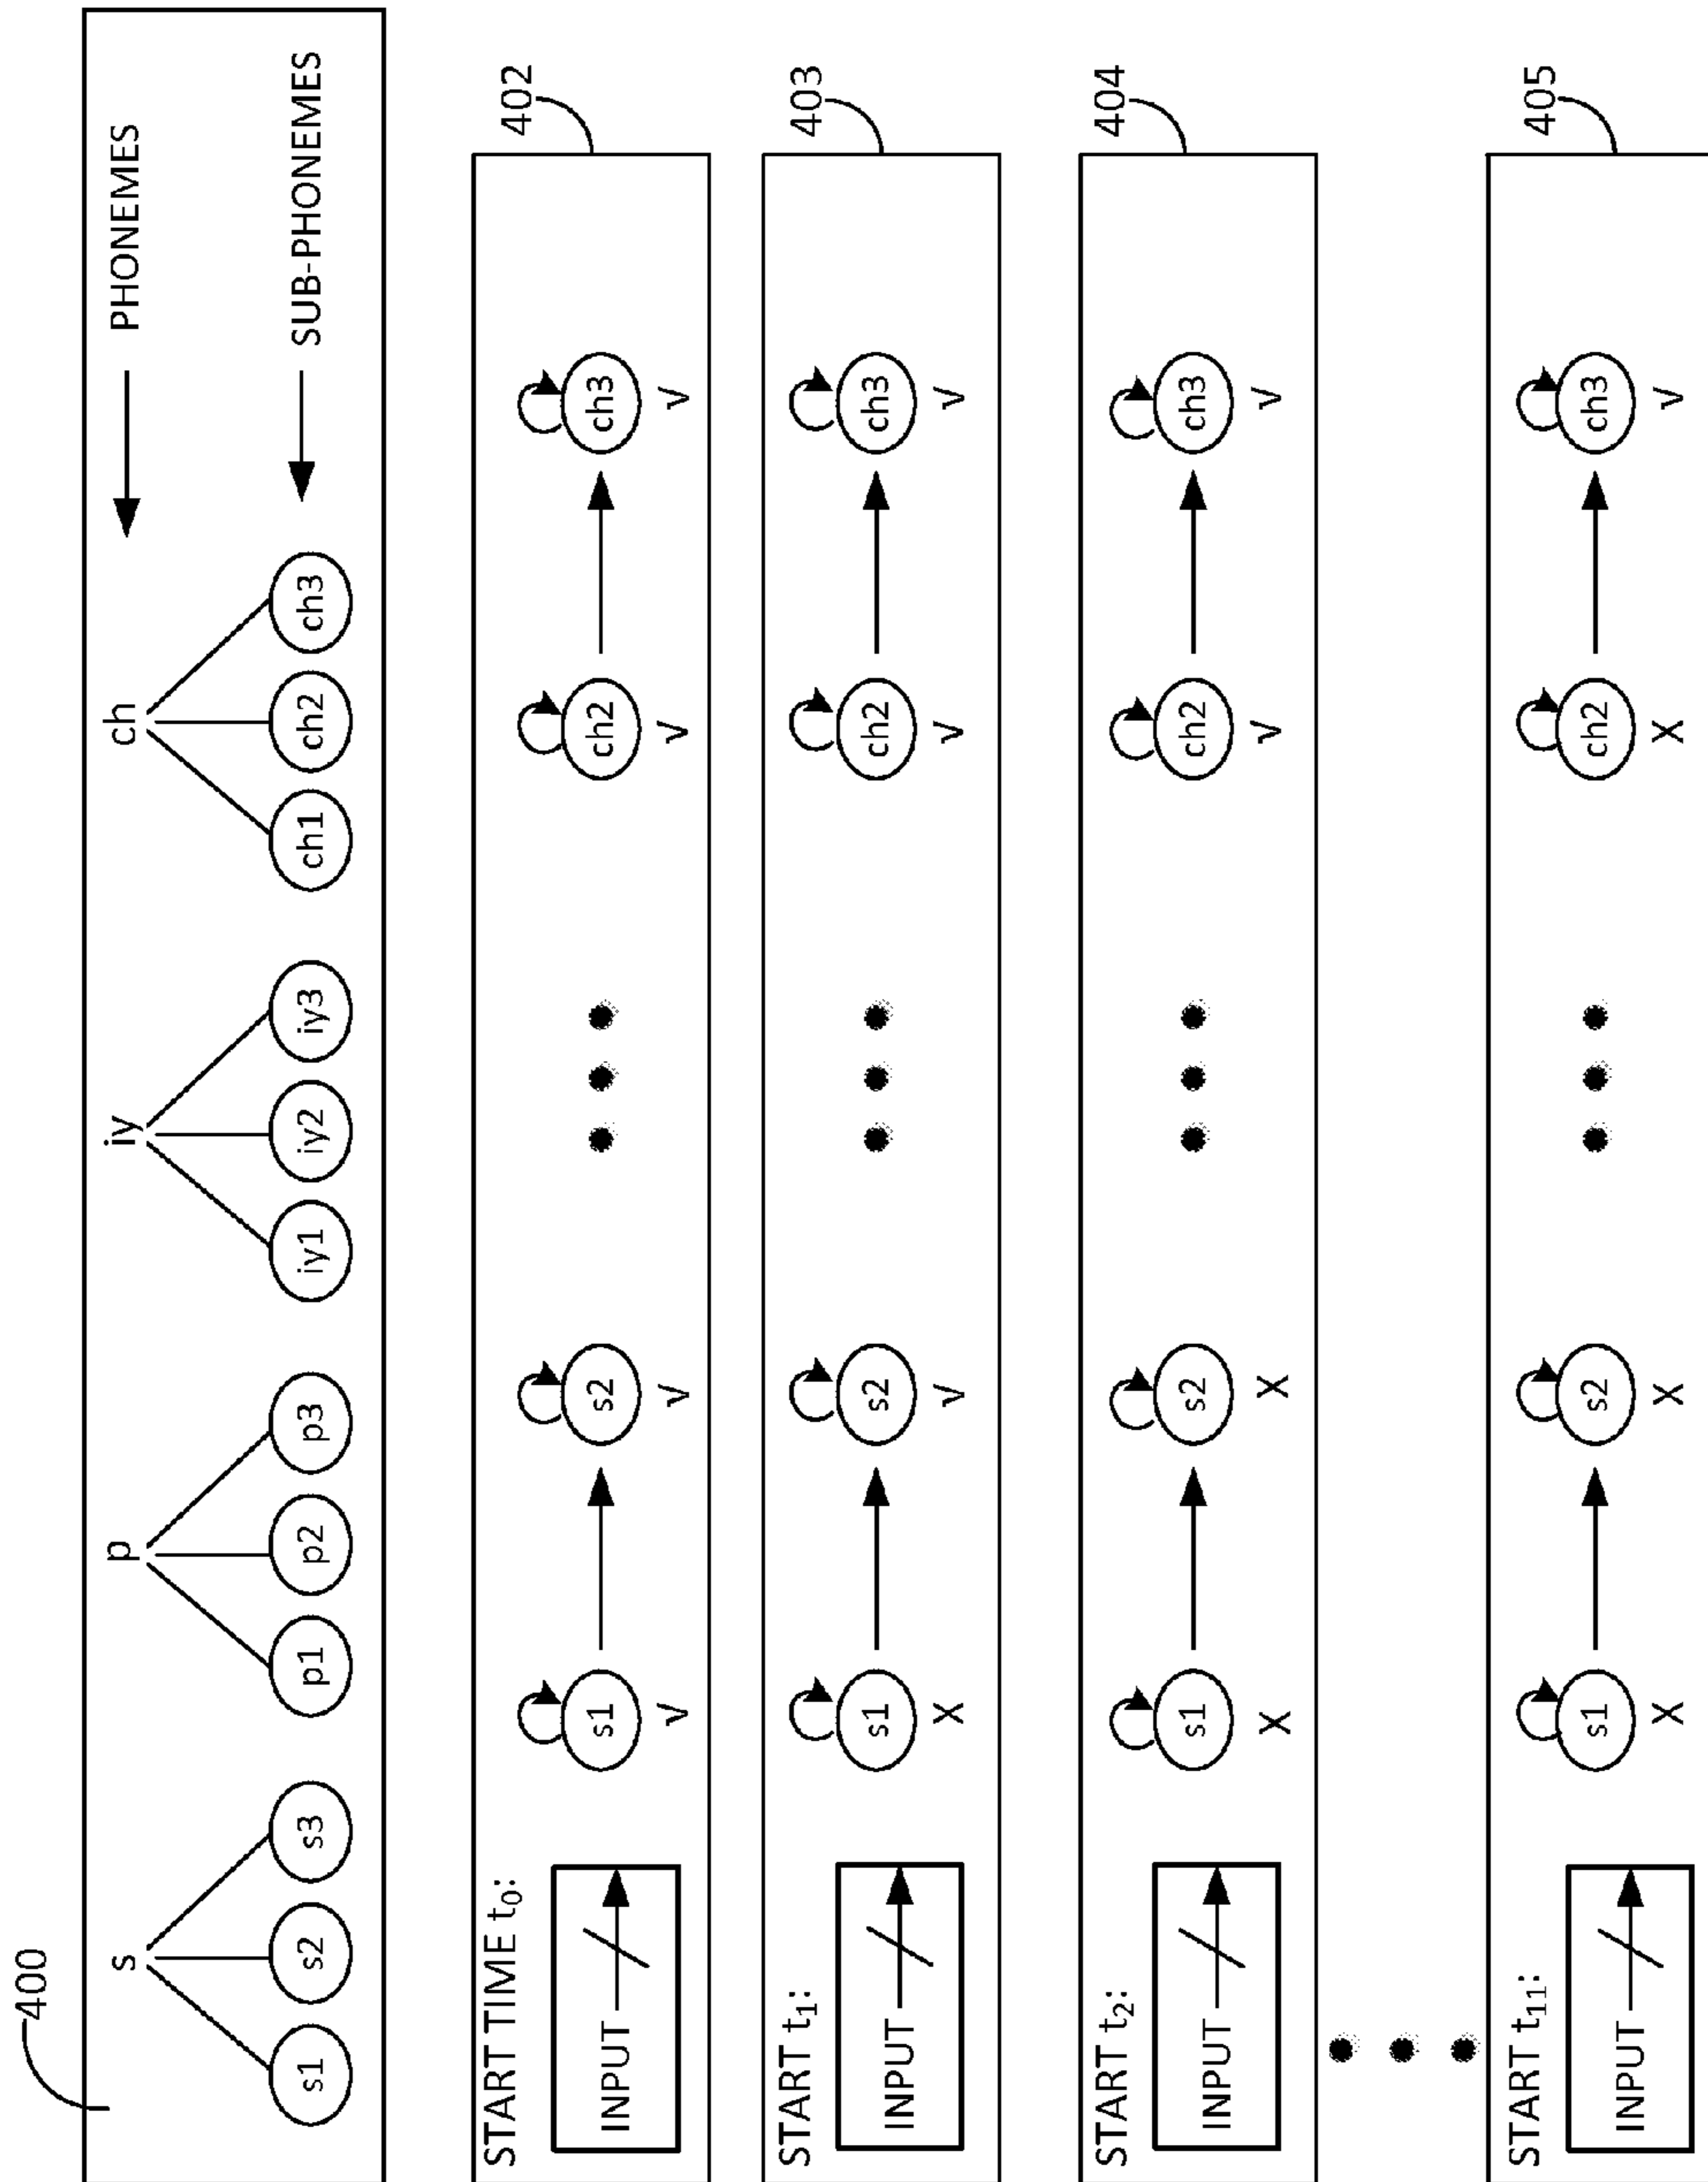 400
s p iy ch PHONEMES
s1 s2 s3 p1 p2 p3 iy1 iy2 iy3 ch1 ch2 ch3 SUB-PHONEMES
402
START TIME t₀:
INPUT s1 s2 ch2 ch3
√ √ √ √
403
START t₁:
INPUT s1 s2 ch2 ch3
X √ √ √
404
START t₂:
INPUT s1 s2 ch2 ch3
X X √ √
405
START t₁₁:
INPUT s1 s2 ch2 ch3
X X X √